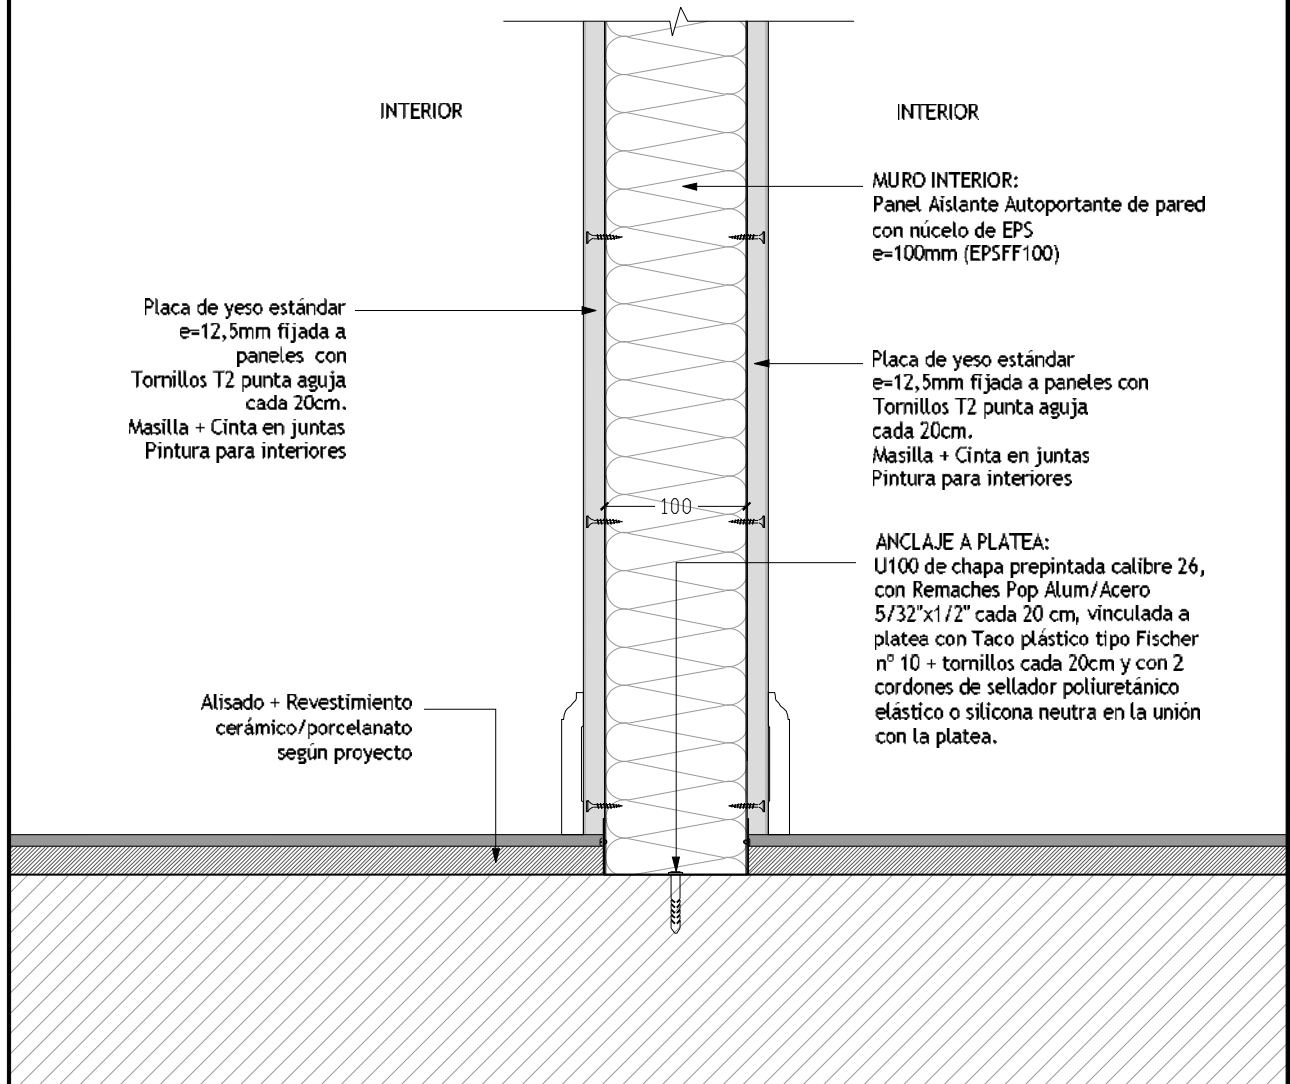 INTERIOR
INTERIOR
MURO INTERIOR:
Panel Aislante Autoportante de pared
con núcelo de EPS
e=100mm (EPSFF100)
Placa de yeso estándar
e=12,5mm fijada a
paneles con
Tornillos T2 punta aguja
cada 20cm.
Masilla + Cinta en juntas
Pintura para interiores
Placa de yeso estándar
e=12,5mm fijada a paneles con
Tornillos T2 punta aguja
cada 20cm.
Masilla + Cinta en juntas
Pintura para interiores
100
ANCLAJE A PLATEA:
U100 de chapa prepintada calibre 26,
con Remaches Pop Alum/Acero
5/32"x1/2" cada 20 cm, vinculada a
platea con Taco plástico tipo Fischer
nº 10 + tornillos cada 20cm y con 2
cordones de sellador poliuretánico
elástico o silicona neutra en la unión
con la platea.
Alisado + Revestimiento
cerámico/porcelanato
según proyecto